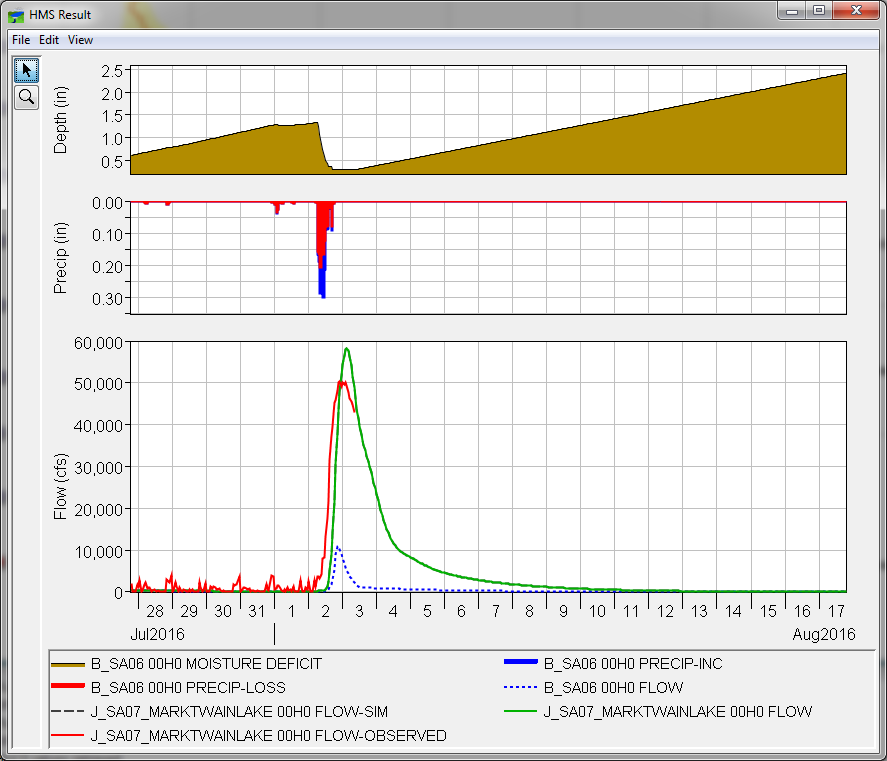 HMS Result
File Edit View
Depth (in)
2.5
2.0
1.5
1.0
0.5
Precip (in)
0.00
0.10
0.20
0.30
Flow (cfs)
60,000
50,000
40,000
30,000
20,000
10,000
0
28 29 30 31 1 2 3 4 5 6 7 8 9 10 11 12 13 14 15 16 17
Jul2016 Aug2016
B_SA06 00H0 MOISTURE DEFICIT B_SA06 00H0 PRECIP-INC
B_SA06 00H0 PRECIP-LOSS B_SA06 00H0 FLOW
J_SA07_MARKTWAINLAKE 00H0 FLOW-SIM J_SA07_MARKTWAINLAKE 00H0 FLOW
J_SA07_MARKTWAINLAKE 00H0 FLOW-OBSERVED